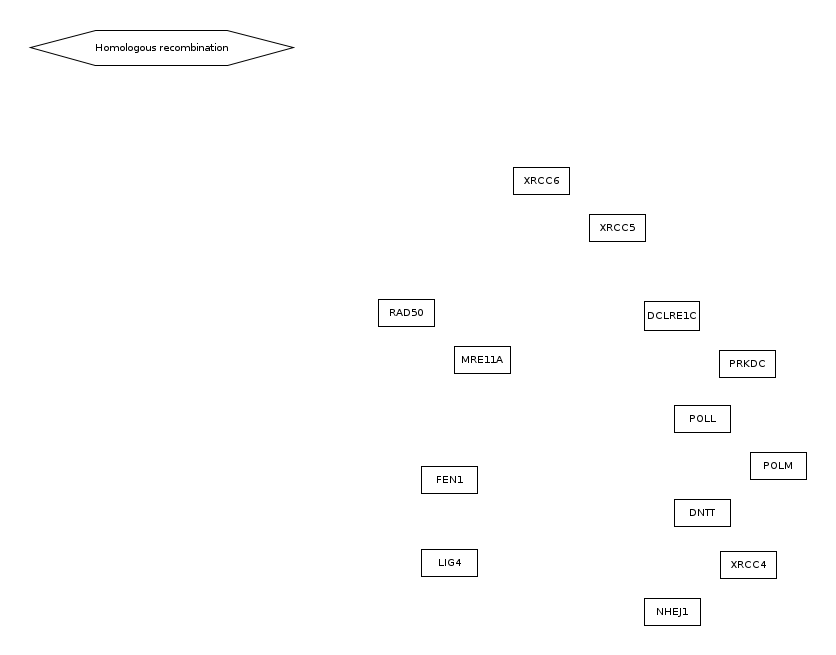 Homologous recombination
XRCC6
XRCC5
RAD50
DCLRE1C
MRE11A
PRKDC
POLL
POLM
FEN1
DNTT
LIG4
XRCC4
NHEJ1